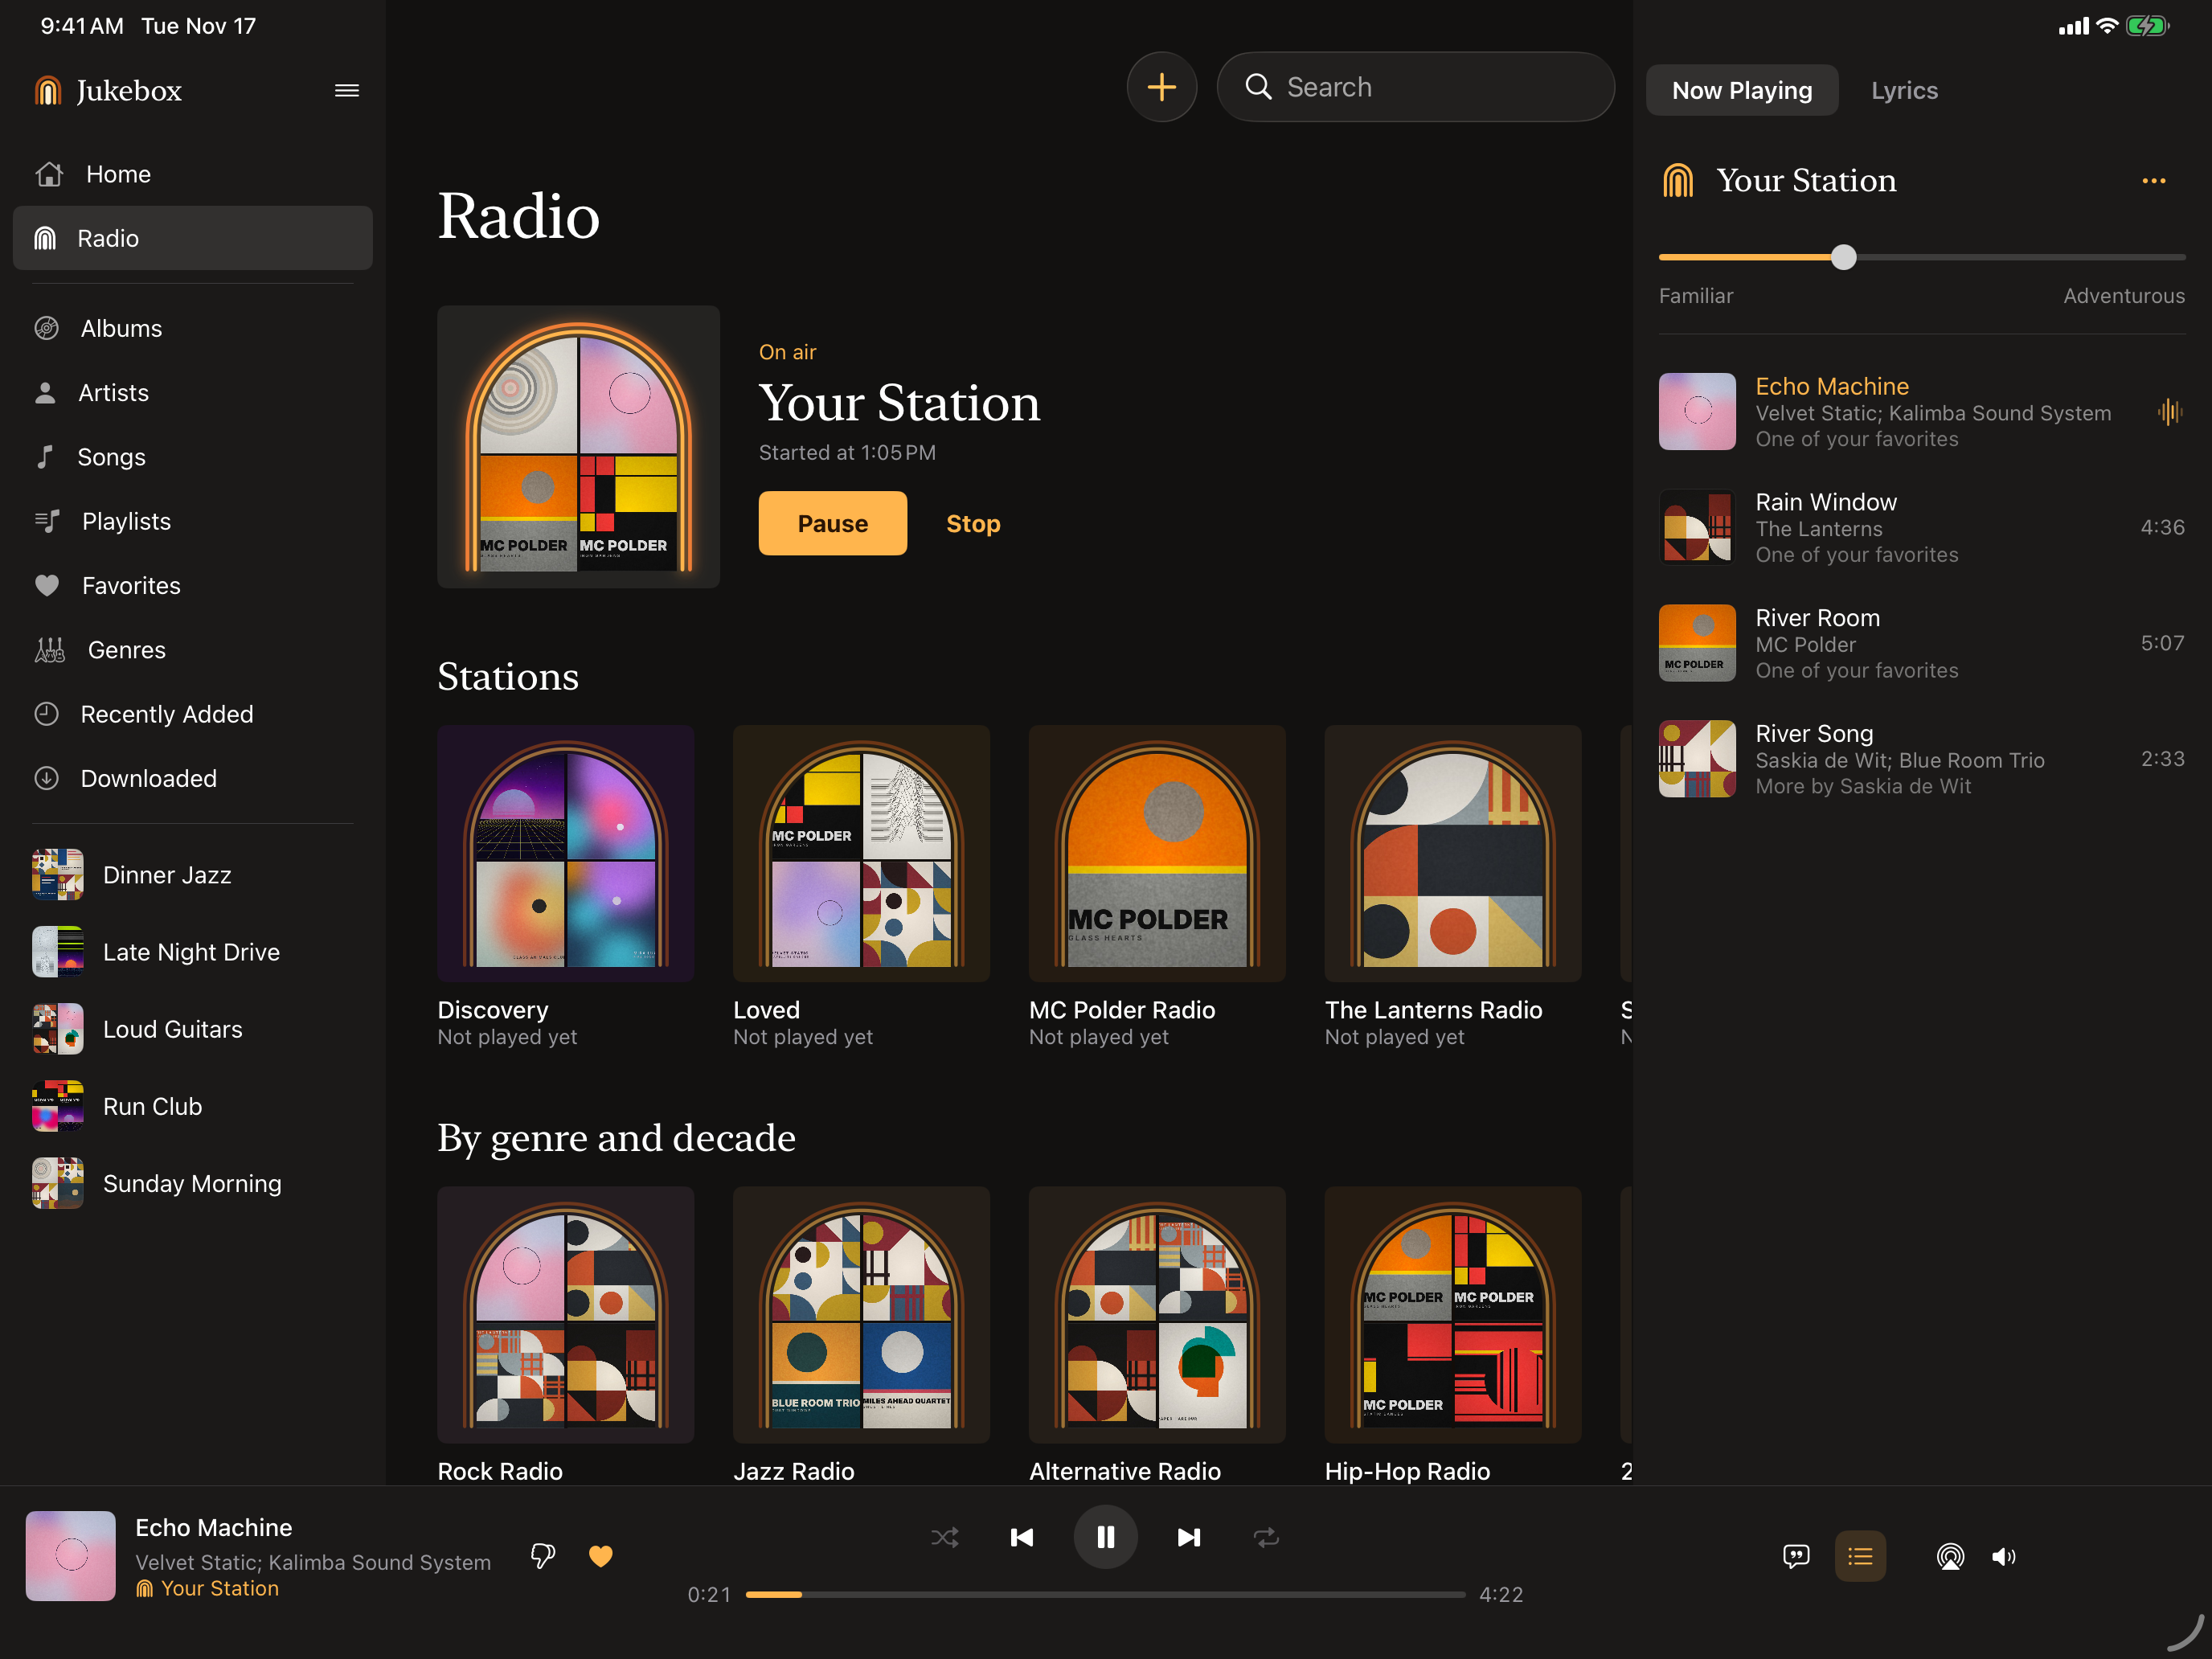 9:41 AM Tue Nov 17
Jukebox
Home
Radio
Albums
Artists
Songs
Playlists
Favorites
Genres
Recently Added
Downloaded
Dinner Jazz
Late Night Drive
Loud Guitars
Run Club
Sunday Morning
Search
Radio
MC POLDER
MC POLDER
On air
Your Station
Started at 1:05 PM
Pause
Stop
Stations
MC POLDER
MC POLDER
GLASS HEARTS
Discovery
Not played yet
Loved
Not played yet
MC Polder Radio
Not played yet
The Lanterns Radio
Not played yet
By genre and decade
BLUE ROOM TRIO
MILES AHEAD QUARTET
MC POLDER
MC POLDER
MC POLDER
Rock Radio
Jazz Radio
Alternative Radio
Hip-Hop Radio
2
Now Playing
Lyrics
Your Station
Familiar
Adventurous
Echo Machine
Velvet Static; Kalimba Sound System
One of your favorites
Rain Window
The Lanterns
One of your favorites
4:36
MC POLDER
River Room
MC Polder
One of your favorites
5:07
River Song
Saskia de Wit; Blue Room Trio
More by Saskia de Wit
2:33
Echo Machine
Velvet Static; Kalimba Sound System
Your Station
0:21
4:22